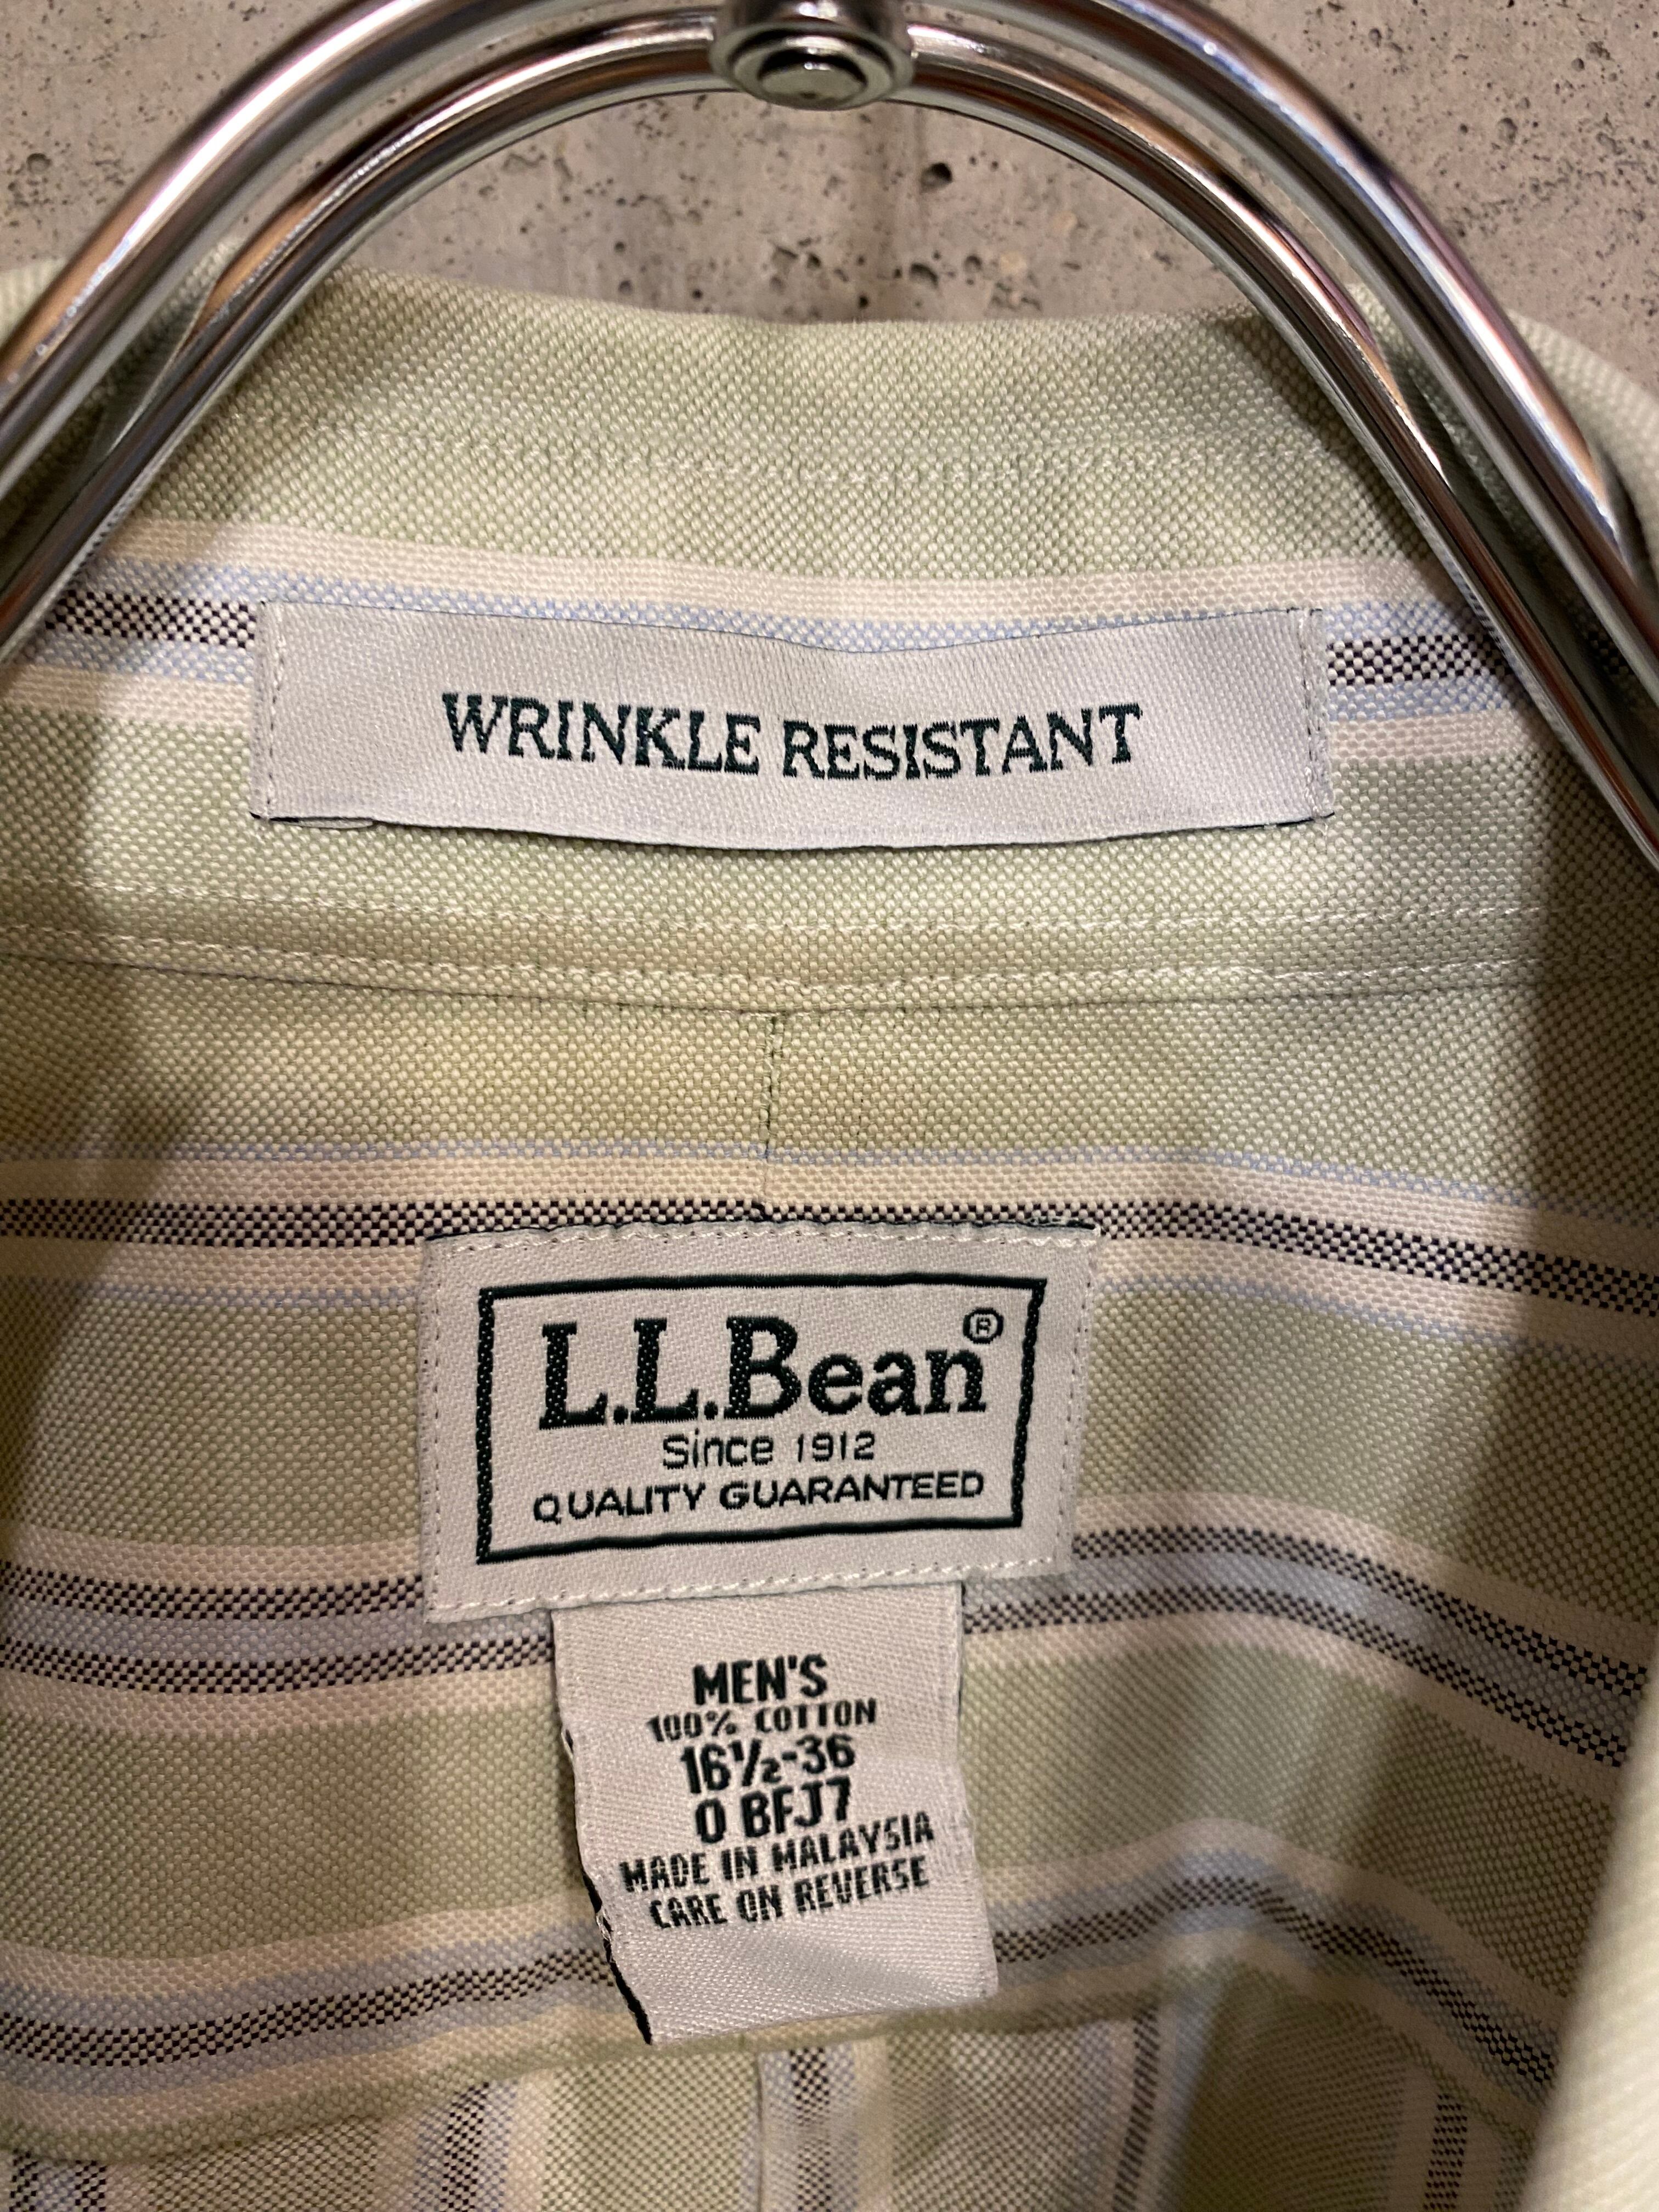 WRINKLE RESISTANT
L.L.Bean®
Since 1912
QUALITY GUARANTEED
MEN'S
100% COTTON
16½-36
0 BFJ7
MADE IN MALAYSIA
CARE ON REVERSE